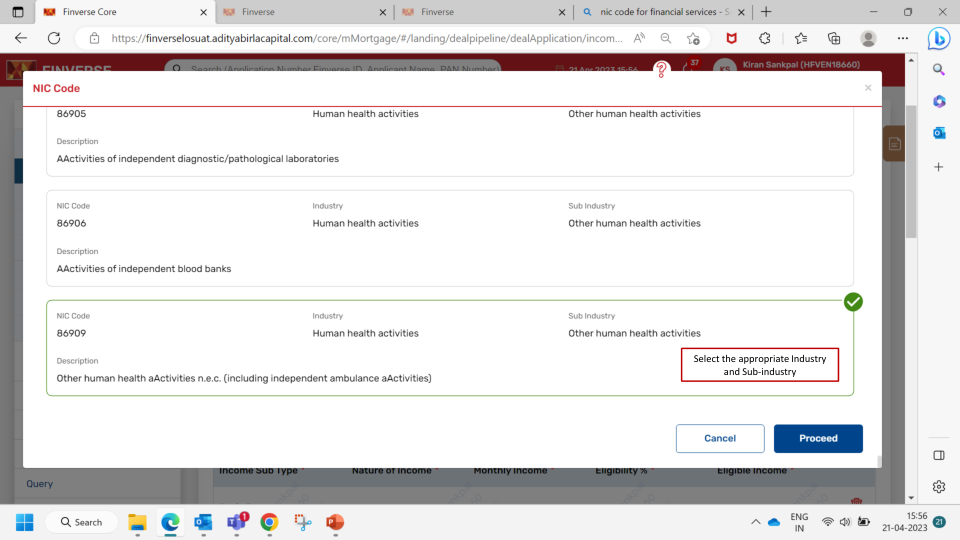 Finverse Core
Finverse
Finverse
nic code for financial services - S
https://finverselosuat.adityabirlacapital.com/core/mMortgage/#/landing/dealpipeline/dealApplication/incom...
FINVERSE
Search (Application Number Finverse ID, Applicant Name, PAN Number)
21 Apr 2023 15:56
37
KS
Kiran Sankpal (HFVEN18660)
NIC Code
86905
Human health activities
Other human health activities
Description
AActivities of independent diagnostic/pathological laboratories
NIC Code
Industry
Sub Industry
86906
Human health activities
Other human health activities
Description
AActivities of independent blood banks
NIC Code
Industry
Sub Industry
86909
Human health activities
Other human health activities
Description
Other human health aActivities n.e.c. (including independent ambulance aActivities)
Select the appropriate Industry
and Sub-industry
Cancel
Proceed
Income Sub Type *
Nature of Income *
Monthly Income *
Eligibility % *
Eligible Income *
Query
Search
1
ENG
IN
15:56
21-04-2023
21